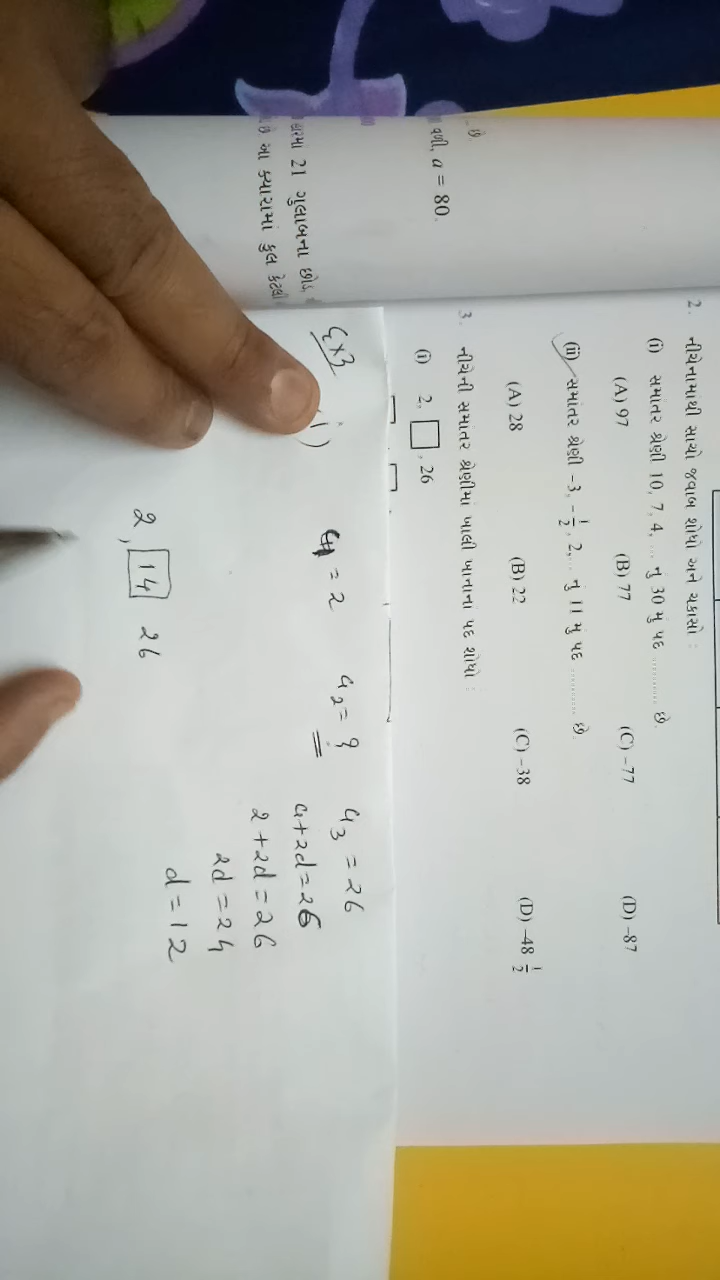 છે
વળી, a = 80.
21 ગુલાબના છોડ,
છે. આ ક્યારામાં કુલ કેટલી
2. નીચેનામાંથી સાચો જવાબ શોધો અને ચકાસો :
(i) સમાંતર શ્રેણી 10, 7, 4, ... નું 30 મું પદ ............ છે.
(A) 97 (B) 77 (C) –77 (D) –87
(ii) સમાંતર શ્રેણી –3, –1/2, 2,... નું 11 મું પદ ............ છે.
(A) 28 (B) 22 (C) –38 (D) –48 1/2
3. નીચેની સમાંતર શ્રેણીમાં ખાલી ખાનાનાં પદ શોધો :
(i) 2, □, 26
i) a1 = 2 a2 = ? a3 = 26
a+2d=26
2+2d=26
2d=24
d=12
2, 14 26